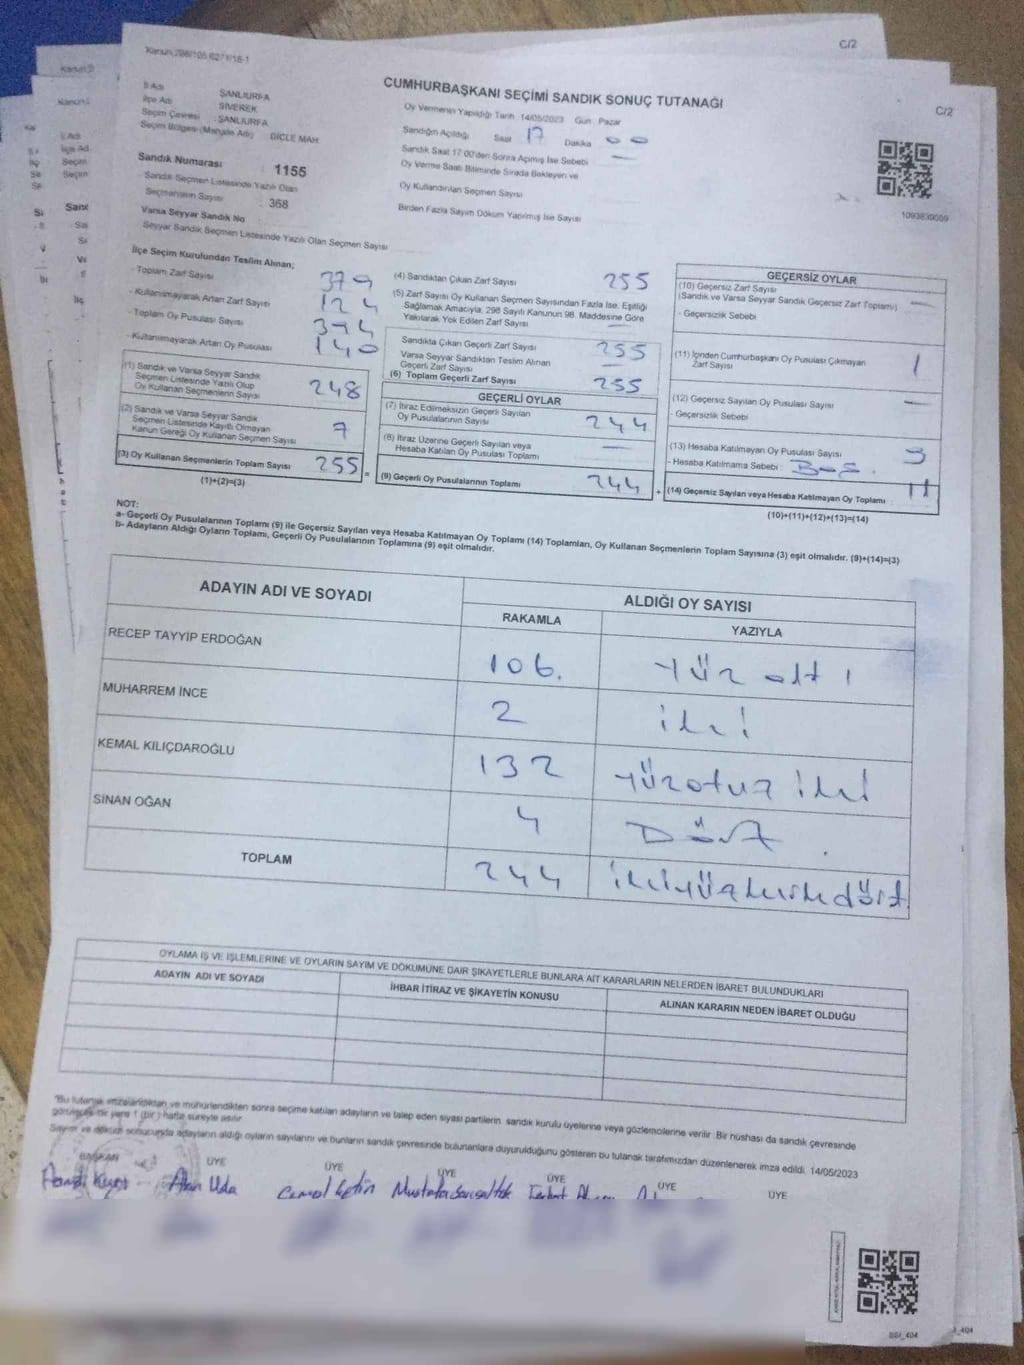 C/2
C/2
CUMHURBAŞKANI SEÇİMİ SANDIK SONUÇ TUTANAĞI
İl Adı ŞANLIURFA
İlçe Adı SİVEREK
Seçim Çevresi : ŞANLIURFA
Seçim Bölgesi (Mahalle Adı) DİCLE MAH
Sandık Numarası : 1155
Sandık Seçmen Listesinde Yazılı Olan
Seçmenlerin Sayısı : 368
Varsa Seyyar Sandık No
Seyyar Sandık Seçmen Listesinde Yazılı Olan Seçmen Sayısı
Oy Vermenin Yapıldığı Tarih 14/05/2023 Gün : Pazar
Sandığın Açıldığı Saat 17 Dakika 00
Sandık Saat 17:00'den Sonra Açılmış İse Sebebi —
Oy Verme Saati Bitiminde Sırada Bekleyen ve
Oy Kullandırılan Seçmen Sayısı
Birden Fazla Sayım Döküm Yapılmış İse Sayısı
İlçe Seçim Kurulundan Teslim Alınan;
- Toplam Zarf Sayısı 379
- Kullanılmayarak Artan Zarf Sayısı 124
- Toplam Oy Pusulası Sayısı 394
- Kullanılmayarak Artan Oy Pusulası 140
(1) Sandık ve Varsa Seyyar Sandık
Seçmen Listesinde Yazılı Olup
Oy Kullanan Seçmenlerin Sayısı 248
(2) Sandık ve Varsa Seyyar Sandık
Seçmen Listesinde Kayıtlı Olmayan
Kanun Gereği Oy Kullanan Seçmen Sayısı 7
(3) Oy Kullanan Seçmenlerin Toplam Sayısı 255 =
(1)+(2)=(3)
(4) Sandıktan Çıkan Zarf Sayısı 255
(5) Zarf Sayısı Oy Kullanan Seçmen Sayısından Fazla İse, Eşitliği
Sağlamak Amacıyla, 298 Sayılı Kanunun 98. Maddesine Göre
Yakılarak Yok Edilen Zarf Sayısı —
Sandıkta Çıkan Geçerli Zarf Sayısı 255
Varsa Seyyar Sandıktan Teslim Alınan
Geçerli Zarf Sayısı —
(6) Toplam Geçerli Zarf Sayısı 255
GEÇERLİ OYLAR
(7) İtiraz Edilmeksizin Geçerli Sayılan
Oy Pusulalarının Sayısı 244
(8) İtiraz Üzerine Geçerli Sayılan veya
Hesaba Katılan Oy Pusulası Toplamı —
(9) Geçerli Oy Pusulalarının Toplamı 244 +
GEÇERSİZ OYLAR
(10) Geçersiz Zarf Sayısı
(Sandık ve Varsa Seyyar Sandık Geçersiz Zarf Toplamı) —
- Geçersizlik Sebebi :
(11) İçinden Cumhurbaşkanı Oy Pusulası Çıkmayan
Zarf Sayısı 1
(12) Geçersiz Sayılan Oy Pusulası Sayısı —
- Geçersizlik Sebebi :
(13) Hesaba Katılmayan Oy Pusulası Sayısı
- Hesaba Katılmama Sebebi :
(14) Geçersiz Sayılan veya Hesaba Katılmayan Oy Toplamı 11
(10)+(11)+(12)+(13)=(14)
NOT:
a- Geçerli Oy Pusulalarının Toplamı (9) ile Geçersiz Sayılan veya Hesaba Katılmayan Oy Toplamı (14) Toplamları, Oy Kullanan Seçmenlerin Toplam Sayısına (3) eşit olmalıdır. (9)+(14)=(3)
b- Adayların Aldığı Oyların Toplamı, Geçerli Oy Pusulalarının Toplamına (9) eşit olmalıdır.
ADAYIN ADI VE SOYADI ALDIĞI OY SAYISI
RAKAMLA YAZIYLA
RECEP TAYYİP ERDOĞAN 106. Yüz altı
MUHARREM İNCE 2 iki
KEMAL KILIÇDAROĞLU 132 Yüzotuz iki
SİNAN OĞAN 4 Dört.
TOPLAM 244 ikiyüzkırkdört.
OYLAMA İŞ VE İŞLEMLERİNE VE OYLARIN SAYIM VE DÖKÜMÜNE DAİR ŞİKAYETLERLE BUNLARA AİT KARARLARIN NELERDEN İBARET BULUNDUKLARI
ADAYIN ADI VE SOYADI İHBAR İTİRAZ VE ŞİKAYETİN KONUSU ALINAN KARARIN NEDEN İBARET OLDUĞU
"Bu tutanak imzalandıktan ve mühürlendikten sonra seçime katılan adayların ve talep eden siyasi partilerin sandık kurulu üyelerine veya gözlemcilerine verilir. Bir nüshası da sandık çevresinde
görülecek bir yere 1 (bir) hafta süreyle asılır.
Sayım ve döküm sonucunda adayların aldığı oyların sayılarını ve bunların sandık çevresinde bulunanlara duyurulduğunu gösteren bu tutanak tarafımızdan düzenlenerek imza edildi. 14/05/2023
BAŞKAN ÜYE ÜYE ÜYE ÜYE ÜYE ÜYE
Hamdi Kurt Akan Uda Cemal Çetin